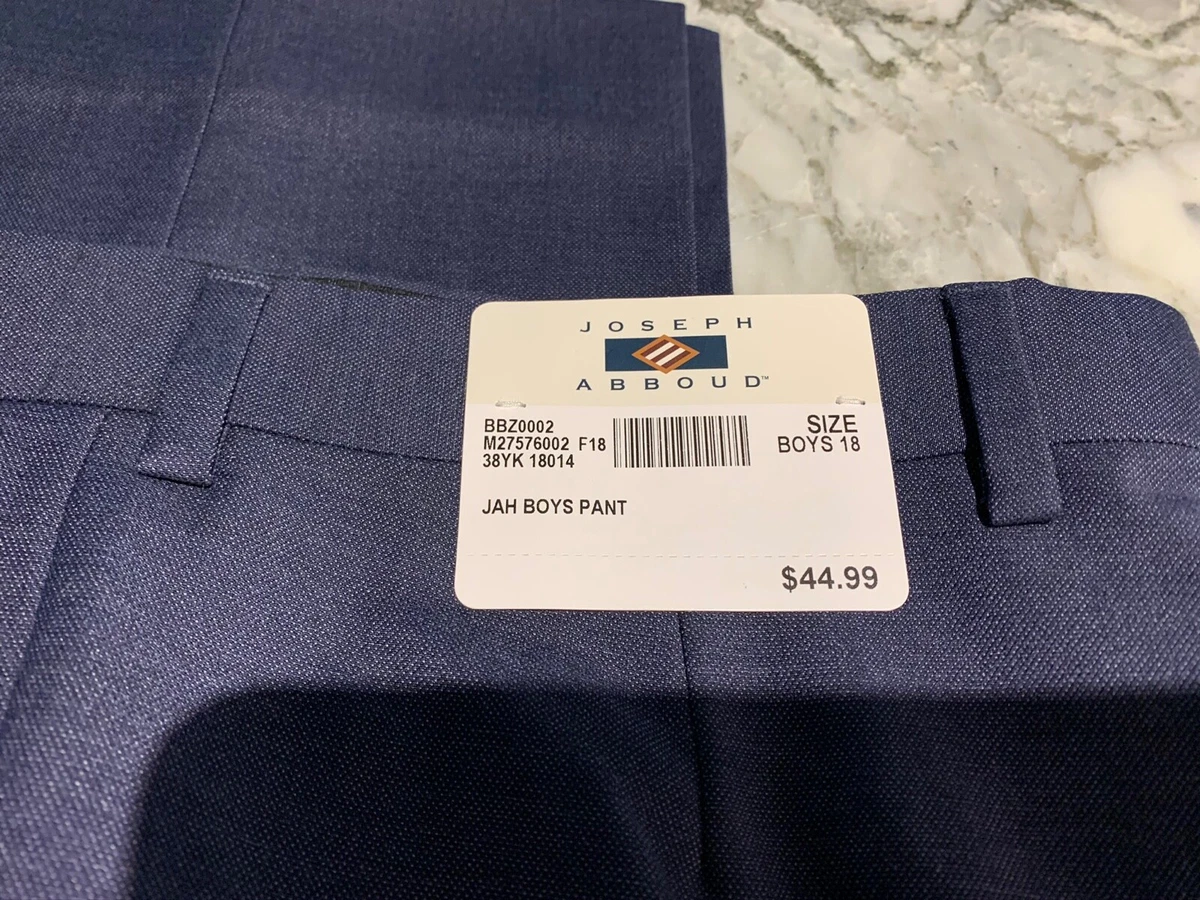 JOSEPH
ABBOUD™
BBZ0002
M27576002 F18
38YK 18014
SIZE
BOYS 18
JAH BOYS PANT
$44.99